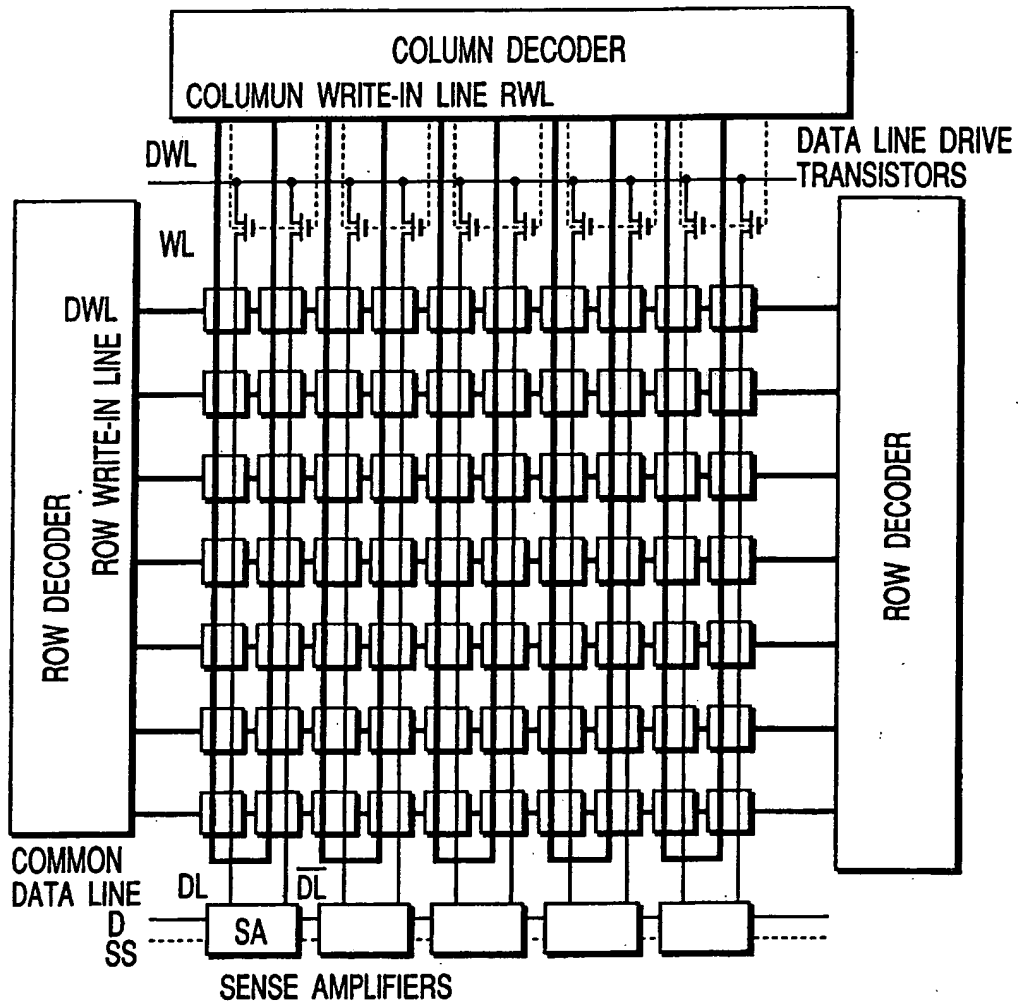 COLUMN DECODER
COLUMUN WRITE-IN LINE RWL
DWL
DATA LINE DRIVE
TRANSISTORS
WL
DWL
ROW WRITE-IN LINE
ROW DECODER
ROW DECODER
COMMON
DATA LINE
DL
D̅L̅
D
SS
SA
SENSE AMPLIFIERS